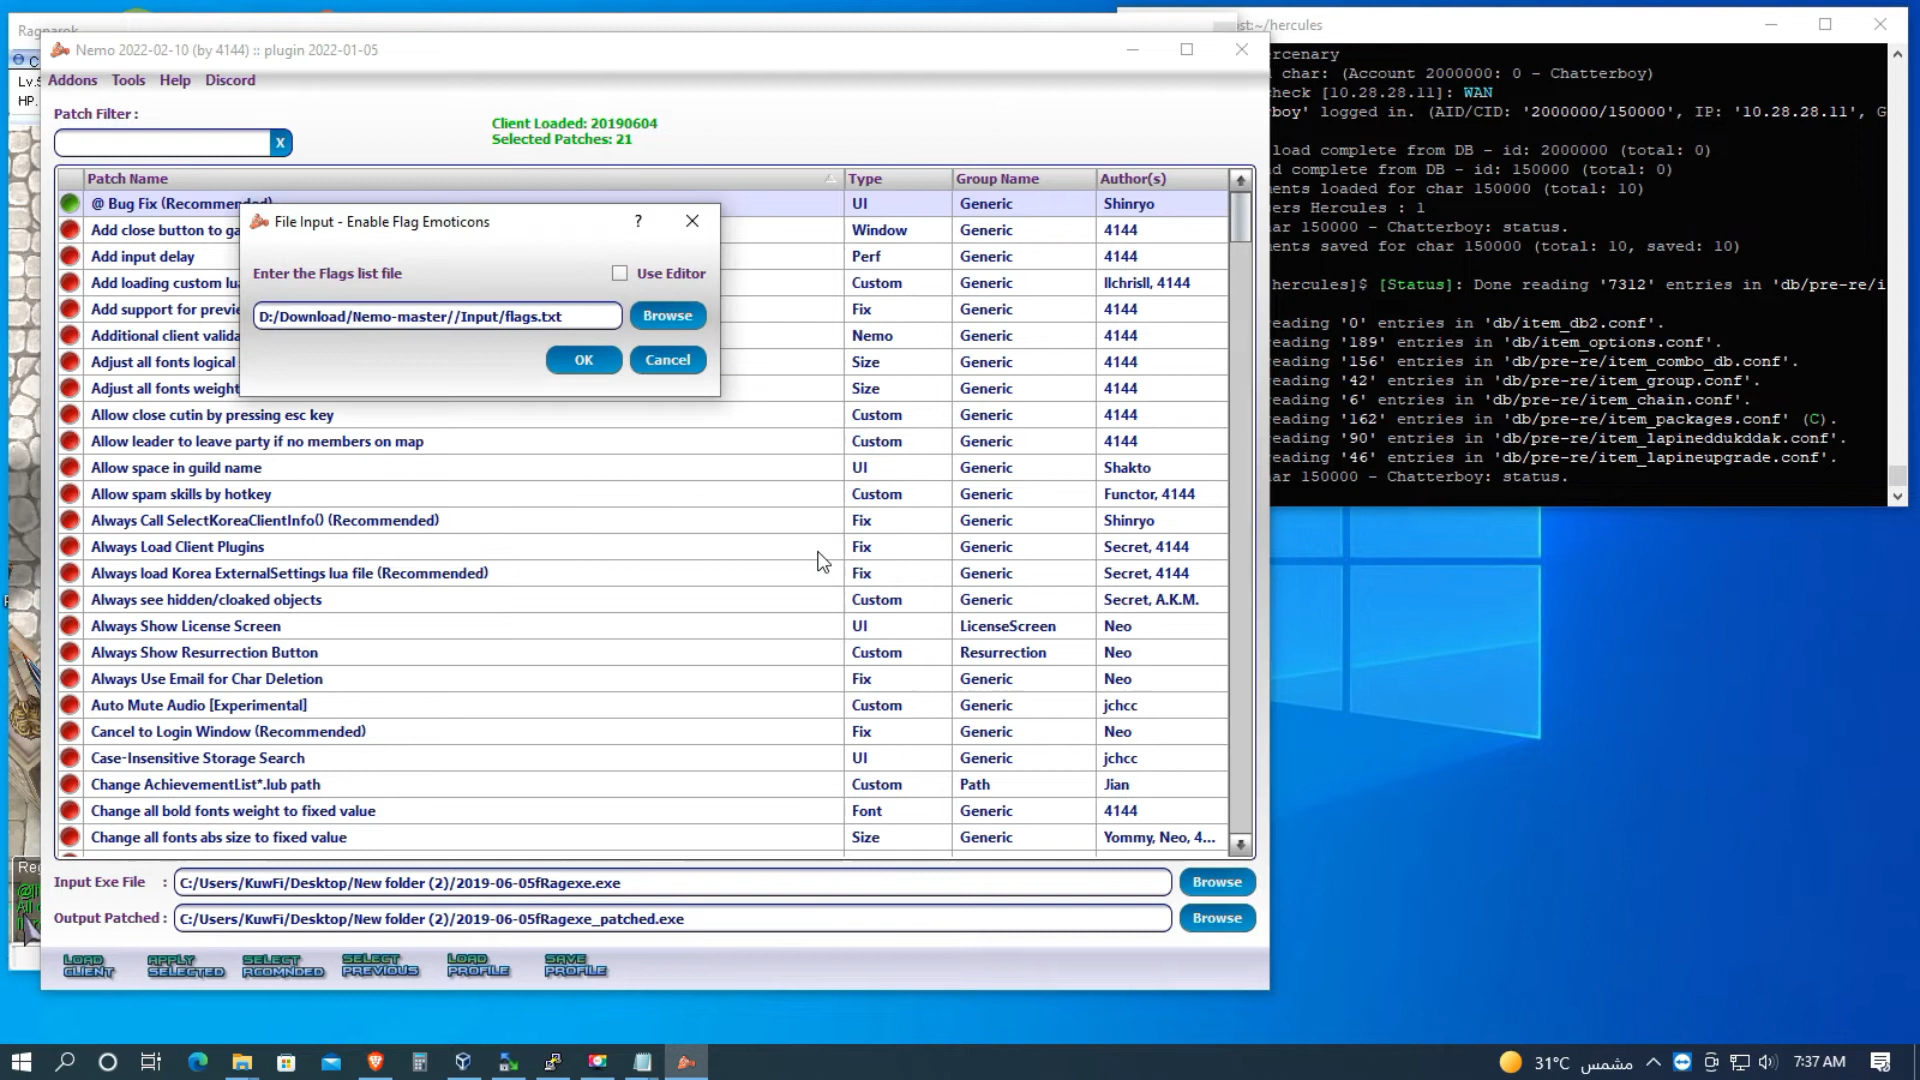 Ragnarok
ost:~/hercules
Nemo 2022-02-10 (by 4144) :: plugin 2022-01-05
Addons Tools Help Discord
Patch Filter :
X
Client Loaded: 20190604
Selected Patches: 21
Patch Name Type Group Name Author(s)
@ Bug Fix (Recommended) UI Generic Shinryo
Add close button to ga Window Generic 4144
Add input delay Perf Generic 4144
Add loading custom lu Custom Generic llchrisll, 4144
Add support for previe Fix Generic 4144
Additional client valida Nemo Generic 4144
Adjust all fonts logical Size Generic 4144
Adjust all fonts weight Size Generic 4144
Allow close cutin by pressing esc key Custom Generic 4144
Allow leader to leave party if no members on map Custom Generic 4144
Allow space in guild name UI Generic Shakto
Allow spam skills by hotkey Custom Generic Functor, 4144
Always Call SelectKoreaClientInfo() (Recommended) Fix Generic Shinryo
Always Load Client Plugins Fix Generic Secret, 4144
Always load Korea ExternalSettings lua file (Recommended) Fix Generic Secret, 4144
Always see hidden/cloaked objects Custom Generic Secret, A.K.M.
Always Show License Screen UI LicenseScreen Neo
Always Show Resurrection Button Custom Resurrection Neo
Always Use Email for Char Deletion Fix Generic Neo
Auto Mute Audio [Experimental] Custom Generic jchcc
Cancel to Login Window (Recommended) Fix Generic Neo
Case-Insensitive Storage Search UI Generic jchcc
Change AchievementList*.lub path Custom Path Jian
Change all bold fonts weight to fixed value Font Generic 4144
Change all fonts abs size to fixed value Size Generic Yommy, Neo, 4...
File Input - Enable Flag Emoticons ?
Enter the Flags list file Use Editor
D:/Download/Nemo-master//Input/flags.txt Browse
OK Cancel
Input Exe File : C:/Users/KuwFi/Desktop/New folder (2)/2019-06-05fRagexe.exe Browse
Output Patched : C:/Users/KuwFi/Desktop/New folder (2)/2019-06-05fRagexe_patched.exe Browse
LOAD CLIENT APPLY SELECTED SELECT RCOMNDED SELECT PREVIOUS LOAD PROFILE SAVE PROFILE
rcenary
char: (Account 2000000: 0 - Chatterboy)
heck [10.28.28.11]: WAN
boy' logged in. (AID/CID: '2000000/150000', IP: '10.28.28.11', G
load complete from DB - id: 2000000 (total: 0)
d complete from DB - id: 150000 (total: 0)
ments loaded for char 150000 (total: 10)
ers Hercules : 1
ar 150000 - Chatterboy: status.
ents saved for char 150000 (total: 10, saved: 10)
hercules]$ [Status]: Done reading '7312' entries in 'db/pre-re/i
eading '0' entries in 'db/item_db2.conf'.
eading '189' entries in 'db/item_options.conf'.
eading '156' entries in 'db/pre-re/item_combo_db.conf'.
eading '42' entries in 'db/pre-re/item_group.conf'.
eading '6' entries in 'db/pre-re/item_chain.conf'.
eading '162' entries in 'db/pre-re/item_packages.conf' (C).
eading '90' entries in 'db/pre-re/item_lapineddukddak.conf'.
eading '46' entries in 'db/pre-re/item_lapineupgrade.conf'.
ar 150000 - Chatterboy: status.
31°C مشمس 7:37 AM